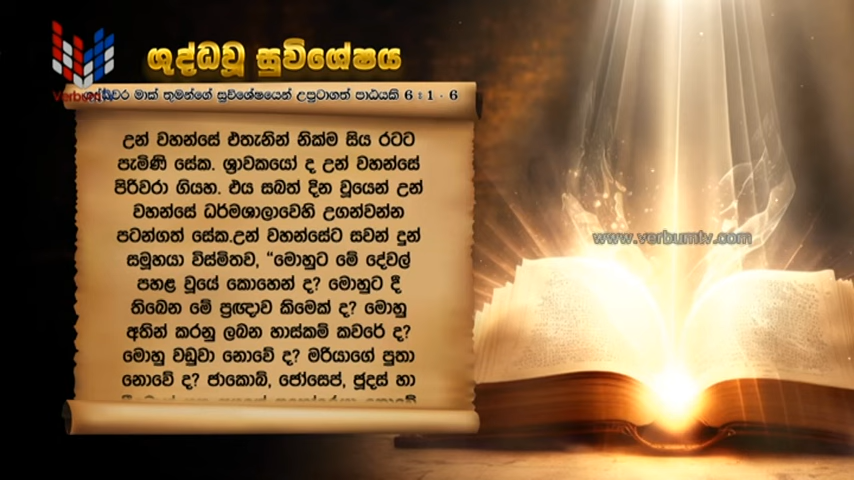 ශුද්ධවූ සුවිශේෂය
Verbum
ශුද්ධවර මාක් තුමන්ගේ සුවිශේෂයෙන් උපුටාගත් පාඨයකි 6 : 1 - 6
උන් වහන්සේ එතැනින් නික්ම සිය රටට
පැමිණි සේක. ශ්‍රාවකයෝ ද උන් වහන්සේ
පිරිවරා ගියහ. එය සබත් දින වූයෙන් උන්
වහන්සේ ධර්මශාලාවෙහි උගන්වන්න
පටන්ගත් සේක.උන් වහන්සේට සවන් දුන්
සමූහයා විස්මිතව, “මොහුට මේ දේවල්
පහළ වූයේ කොහෙන් ද? මොහුට දී
තිබෙන මේ ප්‍රඥාව කිමෙක් ද? මොහු
අතින් කරනු ලබන හාස්කම් කවරේ ද?
මොහු වඩුවා නොවේ ද? මරියාගේ පුතා
නොවේ ද? ජාකොබ්, ජෝසෙප්, ජූදස් හා
www.verbumtv.com